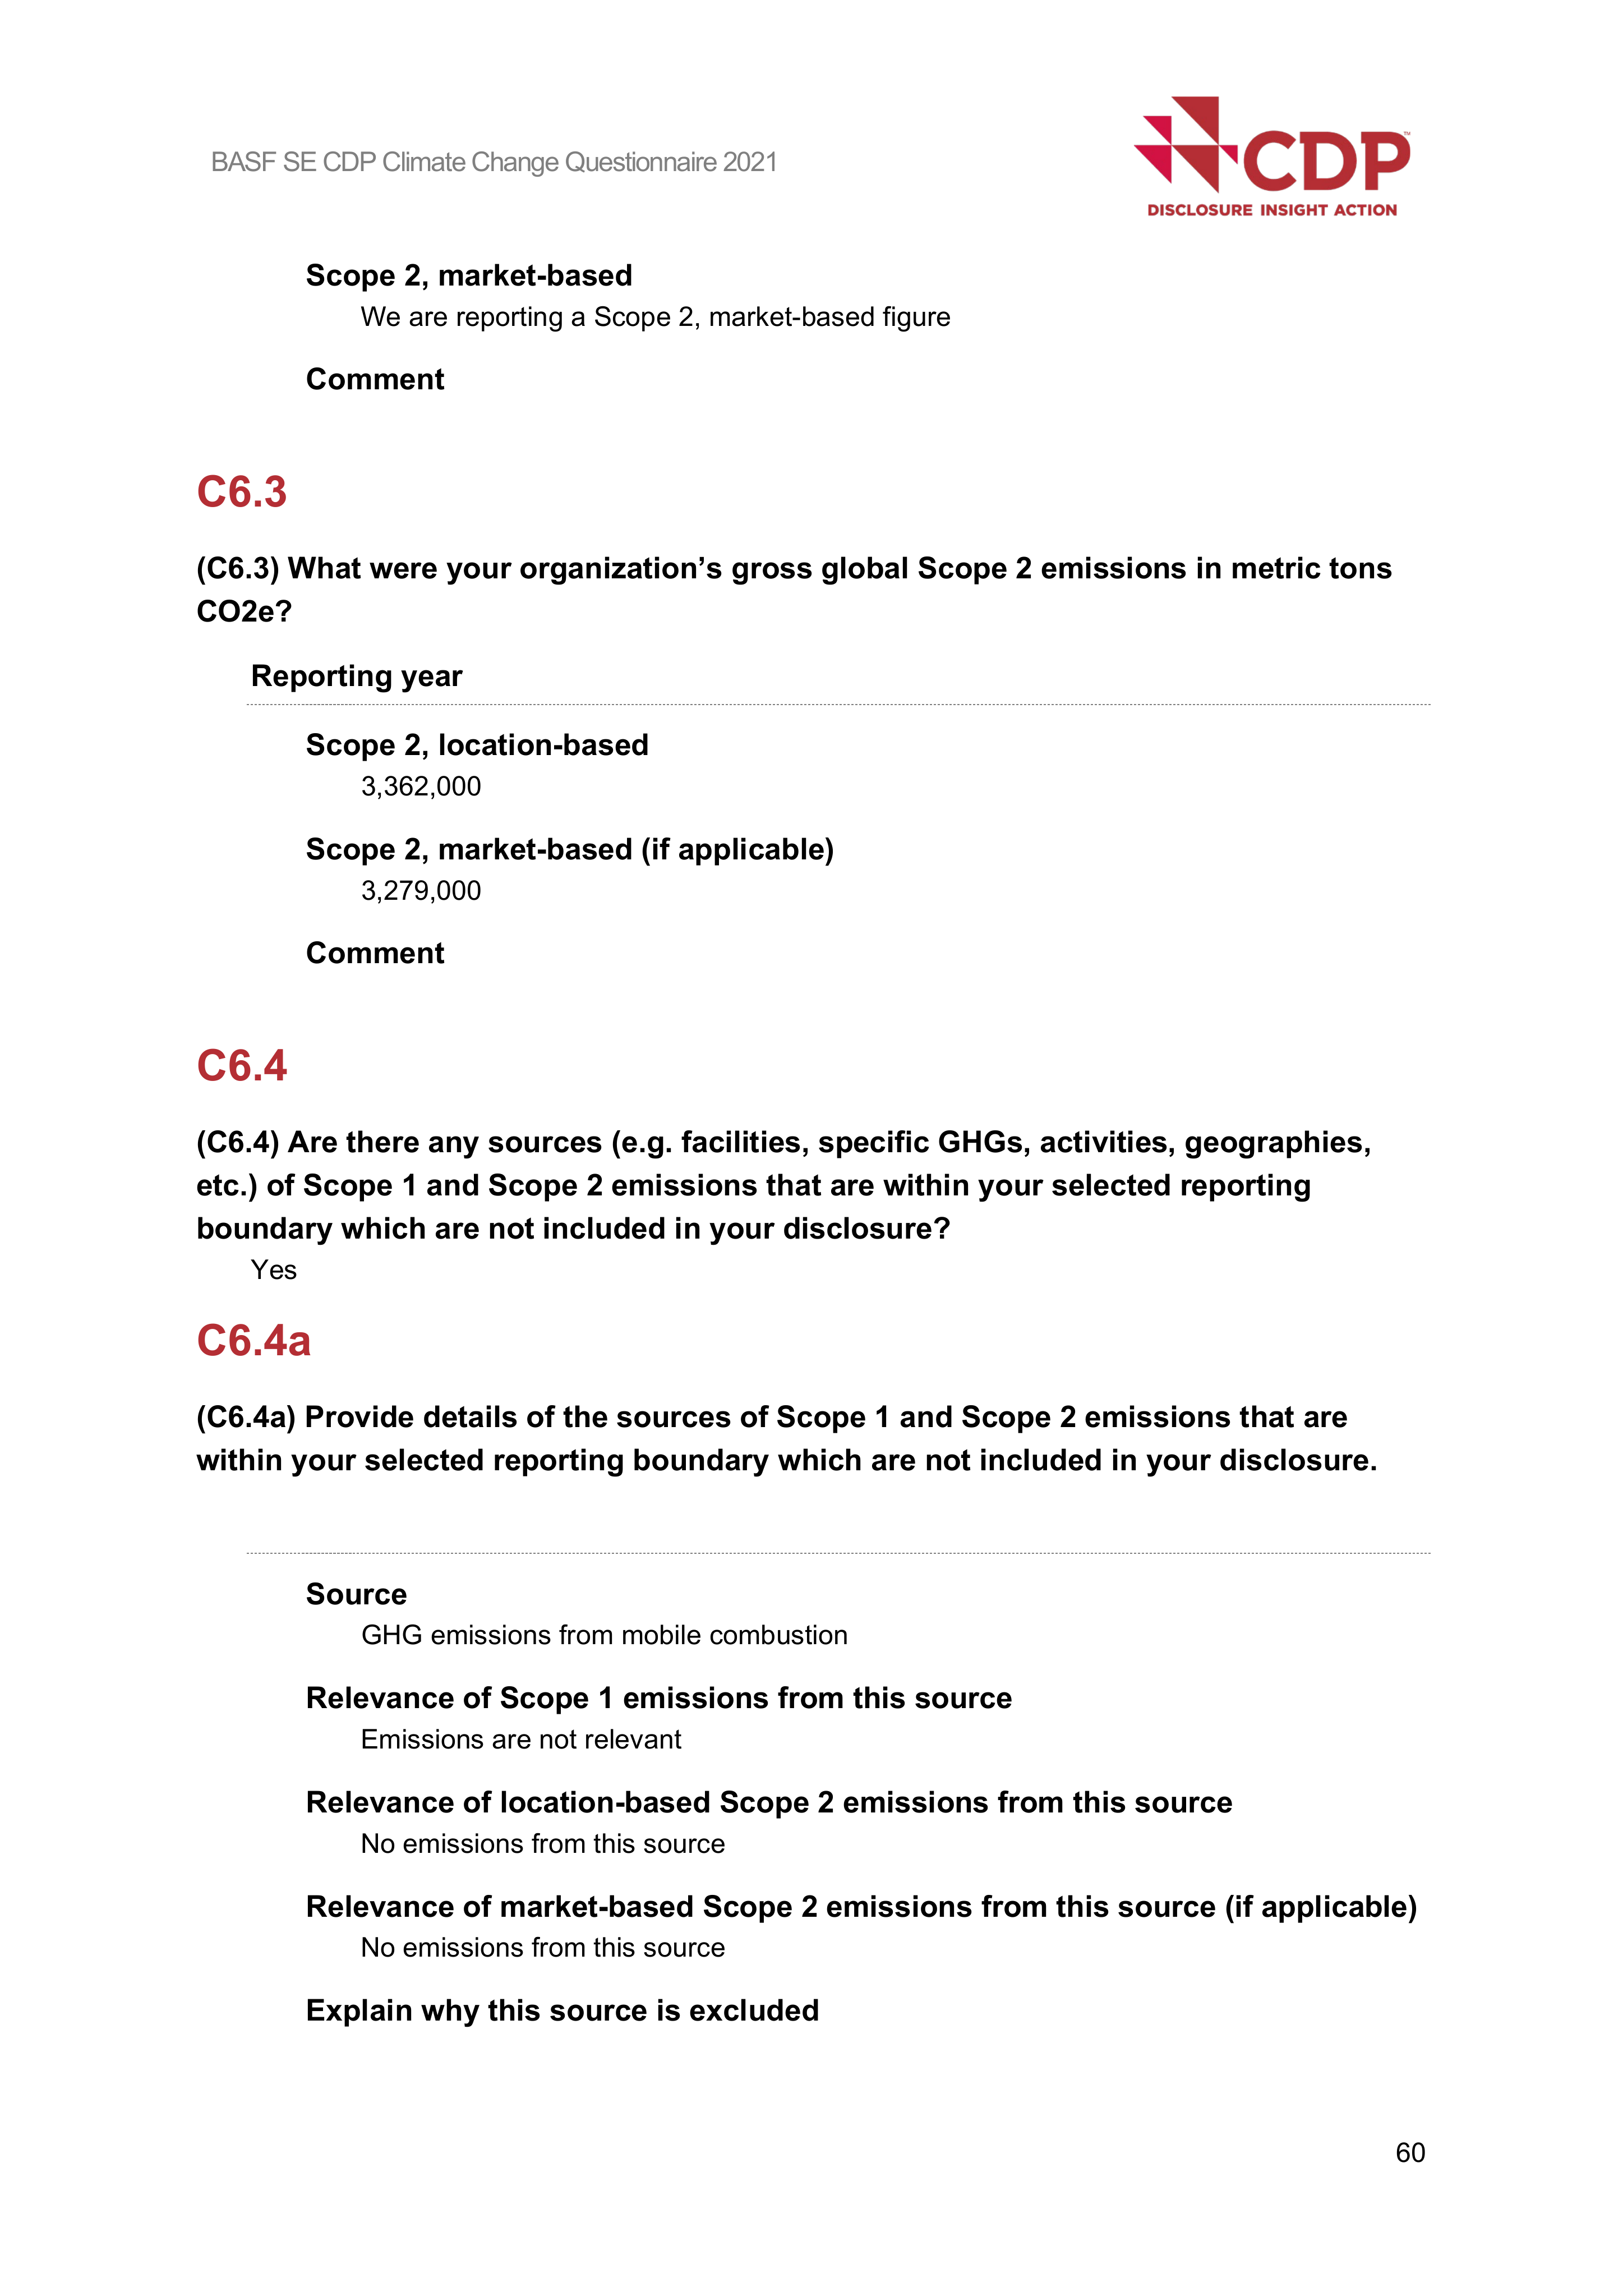 BASF SE CDP Climate Change Questionnaire 2021
CDP™
DISCLOSURE INSIGHT ACTION
Scope 2, market-based
We are reporting a Scope 2, market-based figure
Comment
C6.3
(C6.3) What were your organization’s gross global Scope 2 emissions in metric tons
CO2e?
Reporting year
Scope 2, location-based
3,362,000
Scope 2, market-based (if applicable)
3,279,000
Comment
C6.4
(C6.4) Are there any sources (e.g. facilities, specific GHGs, activities, geographies,
etc.) of Scope 1 and Scope 2 emissions that are within your selected reporting
boundary which are not included in your disclosure?
Yes
C6.4a
(C6.4a) Provide details of the sources of Scope 1 and Scope 2 emissions that are
within your selected reporting boundary which are not included in your disclosure.
Source
GHG emissions from mobile combustion
Relevance of Scope 1 emissions from this source
Emissions are not relevant
Relevance of location-based Scope 2 emissions from this source
No emissions from this source
Relevance of market-based Scope 2 emissions from this source (if applicable)
No emissions from this source
Explain why this source is excluded
60